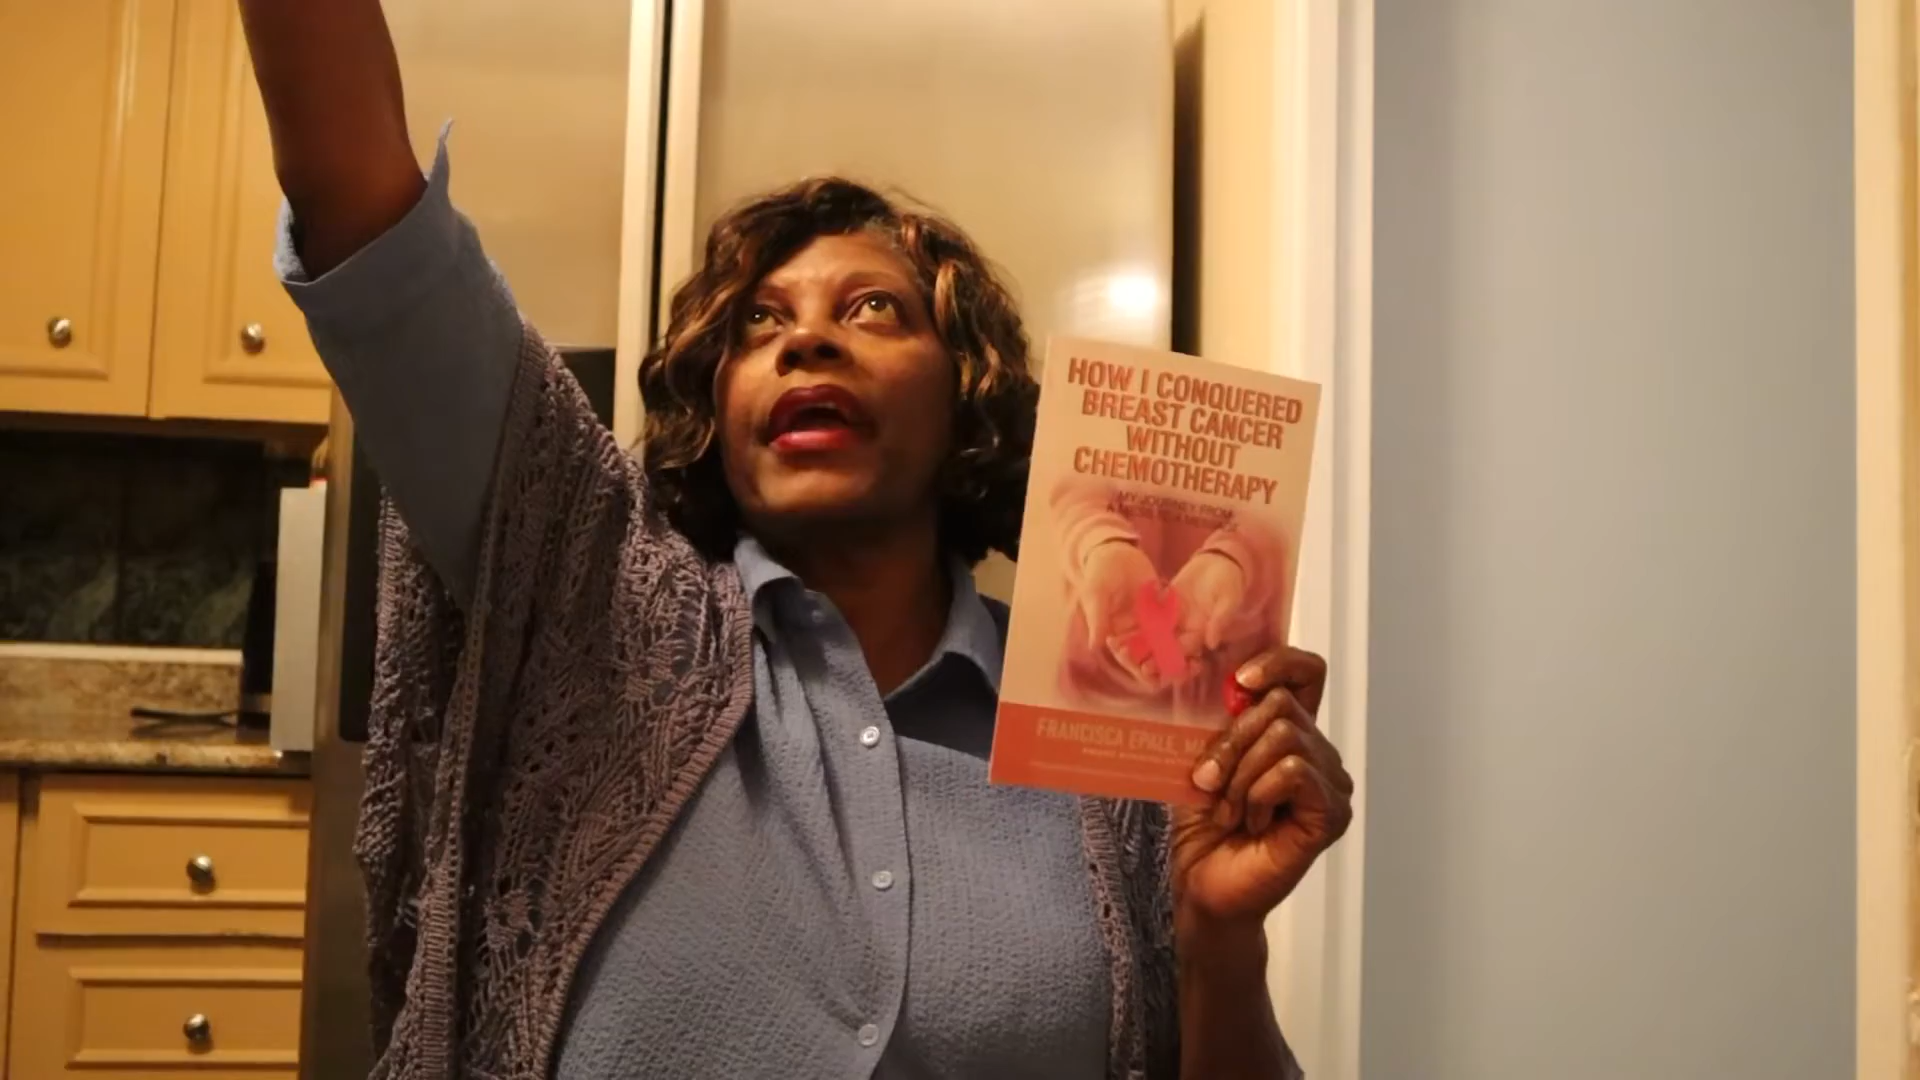 HOW I CONQUERED
BREAST CANCER
WITHOUT
CHEMOTHERAPY
MY JOURNEY FROM
FRANCISCA EPALE,